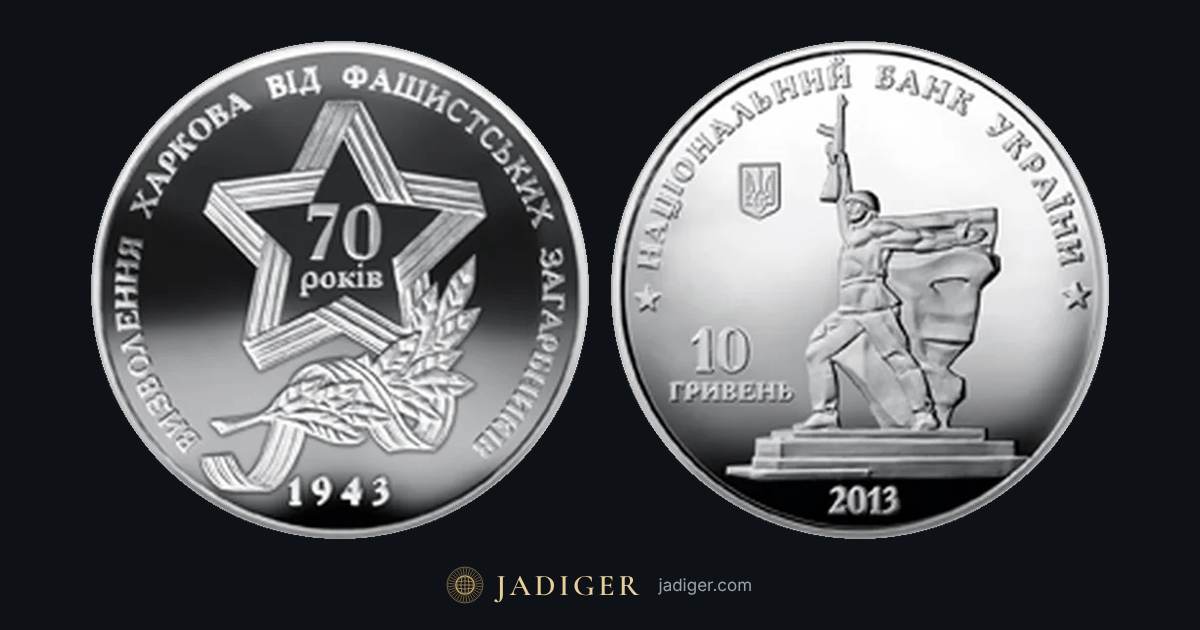 ВИЗВОЛЕННЯ ХАРКОВА ВІД ФАШИСТСЬКИХ ЗАГАРБНИКІВ
70
років
1943
НАЦІОНАЛЬНИЙ БАНК УКРАЇНИ
10
ГРИВЕНЬ
2013
JADIGER jadiger.com